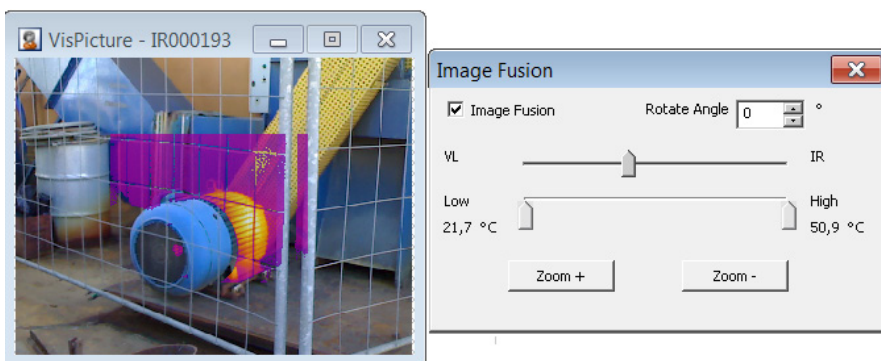 VisPicture - IR000193
Image Fusion
Image Fusion
Rotate Angle 0 °
VL
IR
Low
High
21,7 °C
50,9 °C
Zoom +
Zoom -